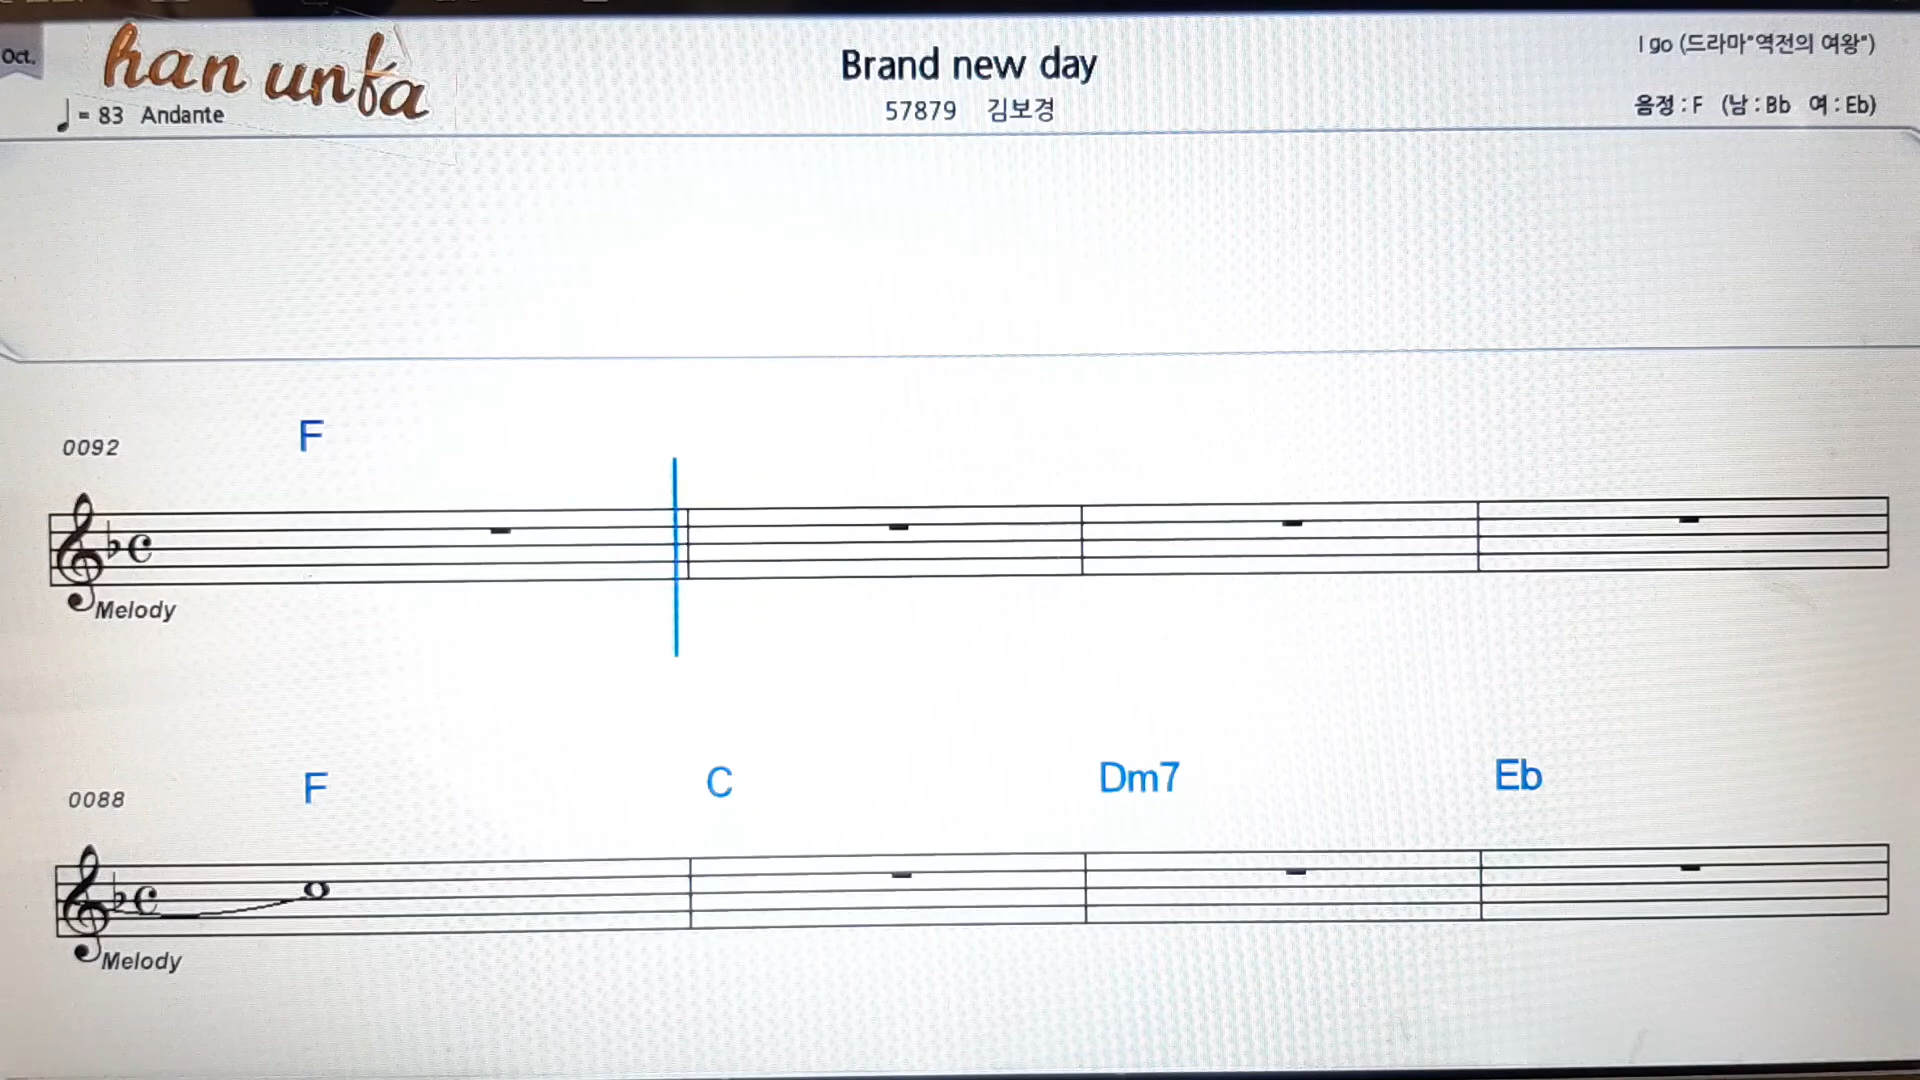 Oct.
han unfa
Brand new day
I go (드라마"역전의 여왕")
♩ = 83 Andante
57879 김보경
음정 : F (남 : Bb 여 : Eb)
0092
F
Melody
0088
F C Dm7 Eb
Melody